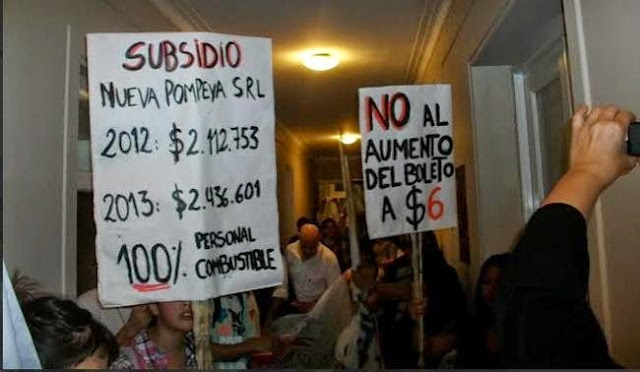 SUBSIDIO
NUEVA POMPEYA SRL
2012: $2.112.753
2013: $2.436.601
100% PERSONAL
COMBUSTIBLE
NO AL
AUMENTO
DEL BOLETO
A $6